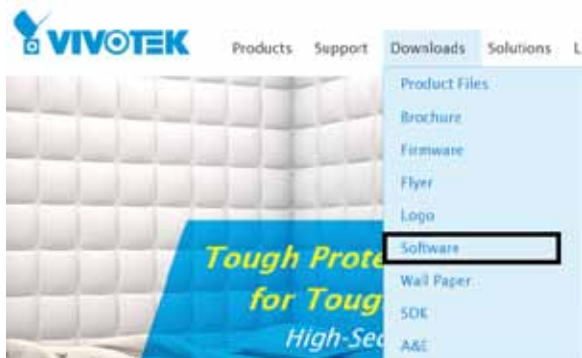 VIVOTEK
Products Support Downloads Solutions L
Product Files
Brochure
Firmware
Flyer
Logo
Software
Wall Paper
SDK
A&E
Tough Prote
for Toug
High-Sec